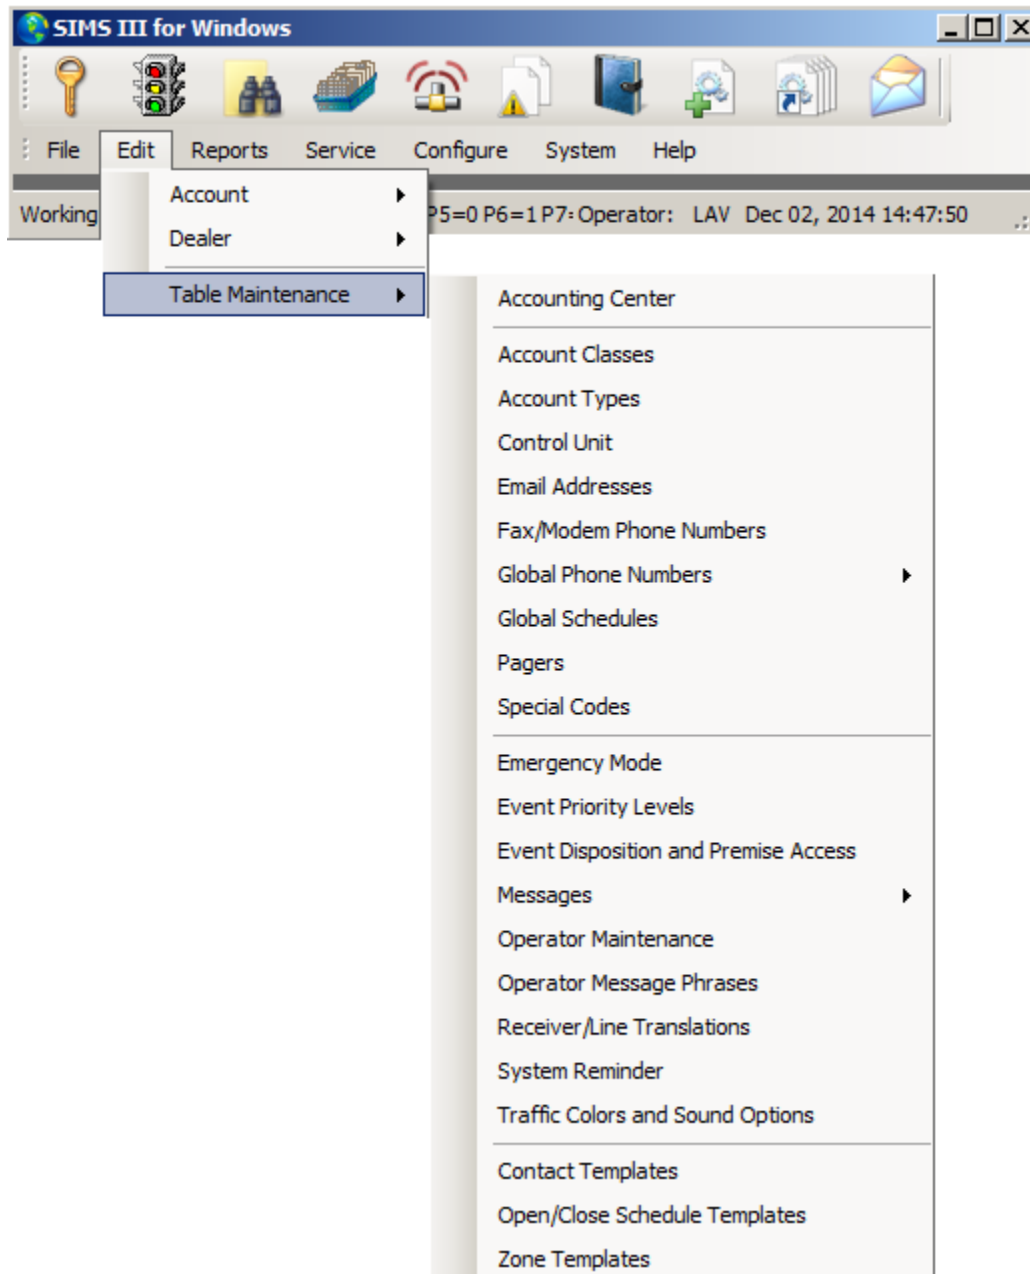 SIMS III for Windows
File Edit Reports Service Configure System Help
Account
Working P5=0 P6=1 P7= Operator: LAV Dec 02, 2014 14:47:50
Dealer
Table Maintenance
Accounting Center
Account Classes
Account Types
Control Unit
Email Addresses
Fax/Modem Phone Numbers
Global Phone Numbers
Global Schedules
Pagers
Special Codes
Emergency Mode
Event Priority Levels
Event Disposition and Premise Access
Messages
Operator Maintenance
Operator Message Phrases
Receiver/Line Translations
System Reminder
Traffic Colors and Sound Options
Contact Templates
Open/Close Schedule Templates
Zone Templates